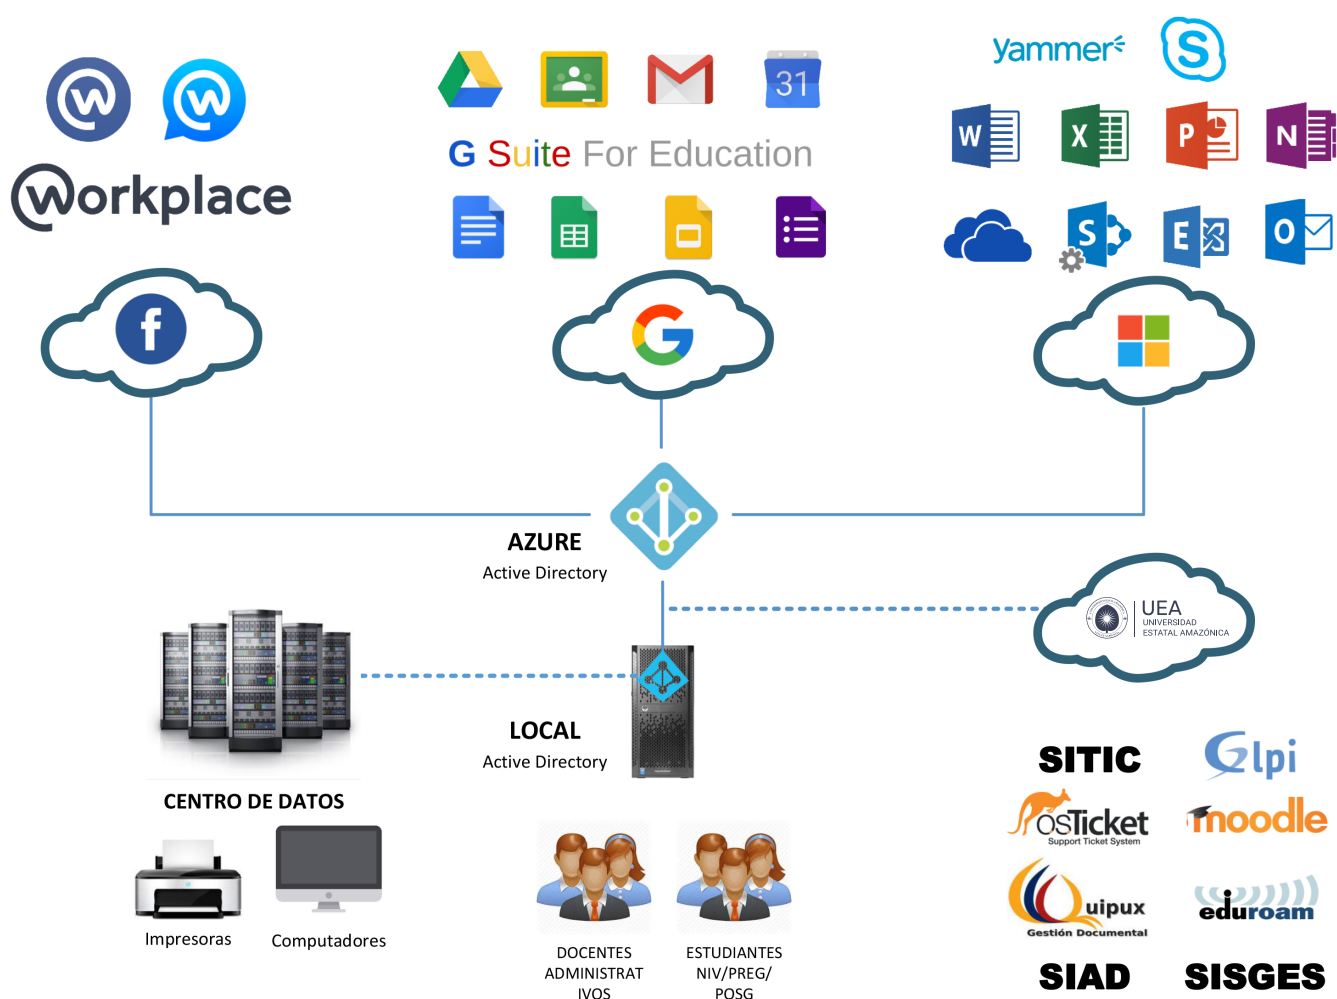 workplace
31
G Suite For Education
yammer
S
W
X
P
N
S
E
O
f
G
AZURE
Active Directory
UEA
UNIVERSIDAD
ESTATAL AMAZÓNICA
LOCAL
Active Directory
CENTRO DE DATOS
Impresoras
Computadores
DOCENTES
ADMINISTRAT
IVOS
ESTUDIANTES
NIV/PREG/
POSG
SITIC
Glpi
osTicket
Support Ticket System
moodle
Quipux
Gestión Documental
eduroam
SIAD
SISGES